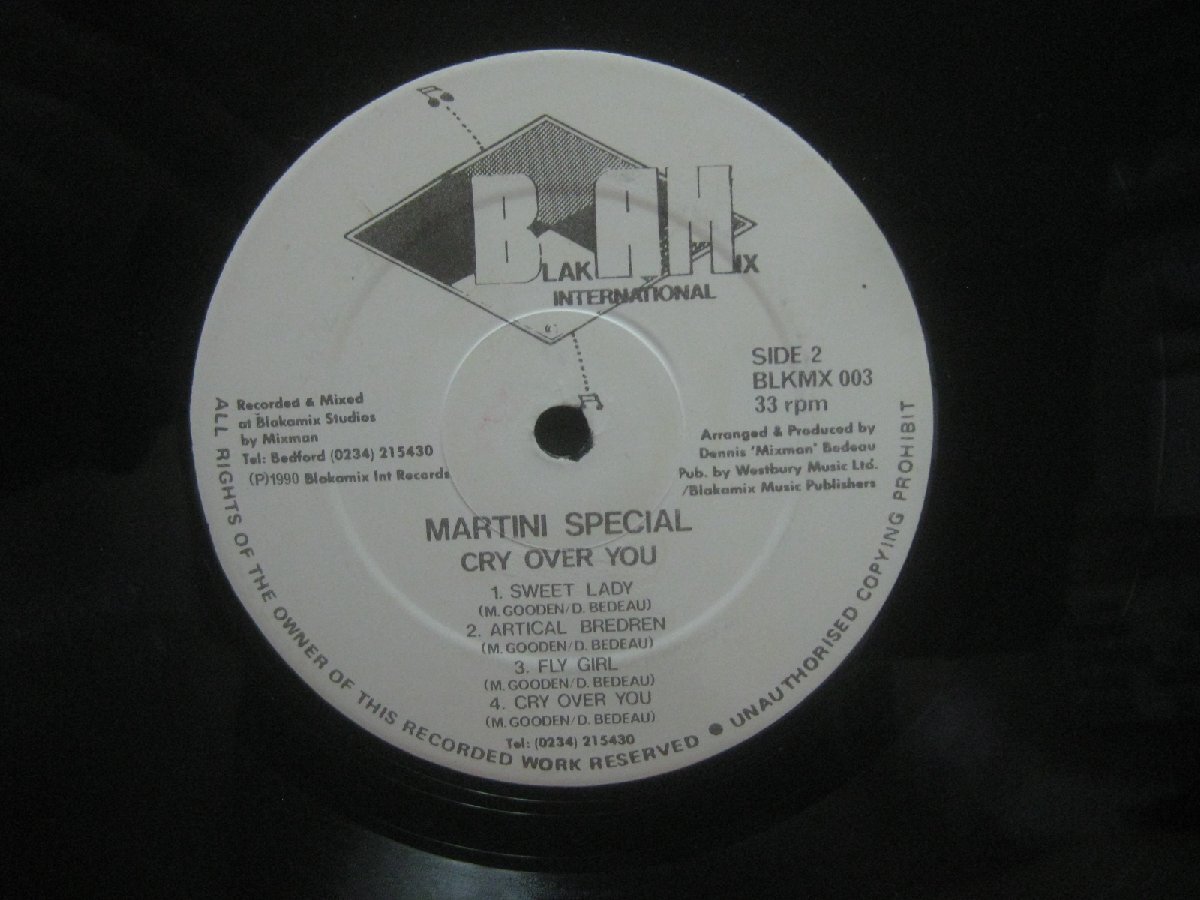 BLAK AMIX
INTERNATIONAL
SIDE 2
BLKMX 003
33 rpm
Recorded & Mixed
at Blakamix Studios
by Mixman
Tel: Bedford (0234) 215430
(P)1990 Blakamix Int Records
Arranged & Produced by
Dennis 'Mixman' Bedeau
Pub. by Westbury Music Ltd.
/Blakamix Music Publishers
MARTINI SPECIAL
CRY OVER YOU
1. SWEET LADY
(M. GOODEN/D. BEDEAU)
2. ARTICAL BREDREN
(M. GOODEN/D. BEDEAU)
3. FLY GIRL
(M. GOODEN/D. BEDEAU)
4. CRY OVER YOU
(M. GOODEN/D. BEDEAU)
Tel: (0234) 215430
ALL RIGHTS OF THE OWNER OF THIS RECORDED WORK RESERVED ● UNAUTHORISED COPYING PROHIBIT